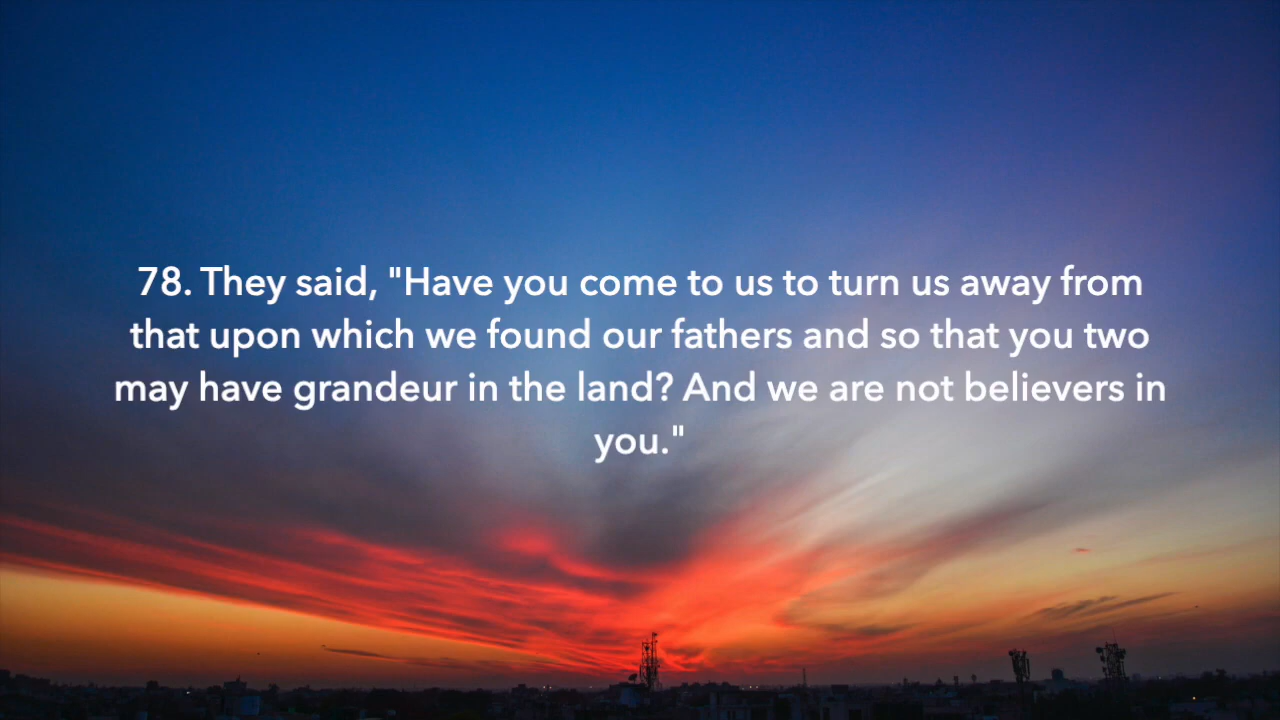 78. They said, "Have you come to us to turn us away from
that upon which we found our fathers and so that you two
may have grandeur in the land? And we are not believers in
you."